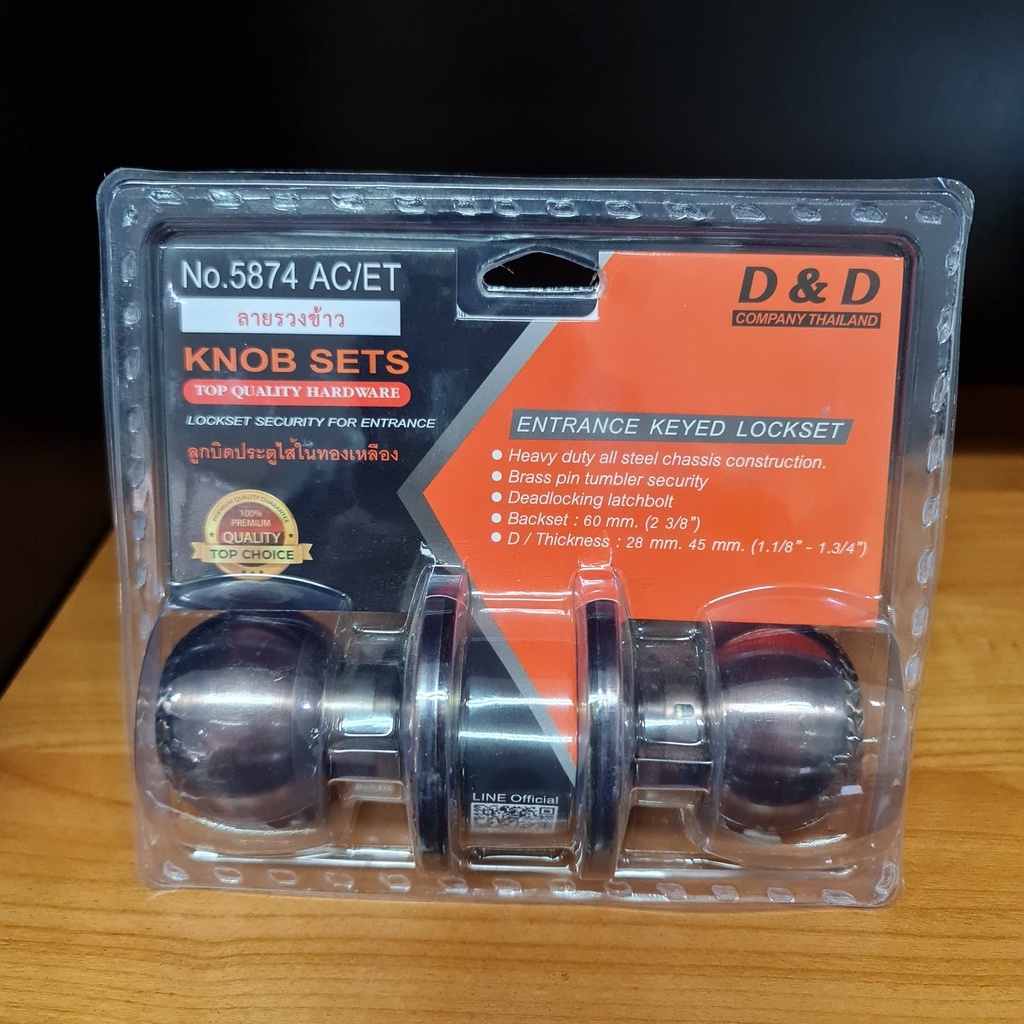 No.5874 AC/ET
ลายรวงข้าว
KNOB SETS
TOP QUALITY HARDWARE
LOCKSET SECURITY FOR ENTRANCE
ลูกบิดประตูไส้ในทองเหลือง
PREMIUM QUALITY GUARANTEE
100%
PREMIUM
QUALITY
TOP CHOICE
D & D
COMPANY THAILAND
ENTRANCE KEYED LOCKSET
Heavy duty all steel chassis construction.
Brass pin tumbler security
Deadlocking latchbolt
Backset : 60 mm. (2 3/8")
D / Thickness : 28 mm. 45 mm. (1.1/8" - 1.3/4")
LINE Official